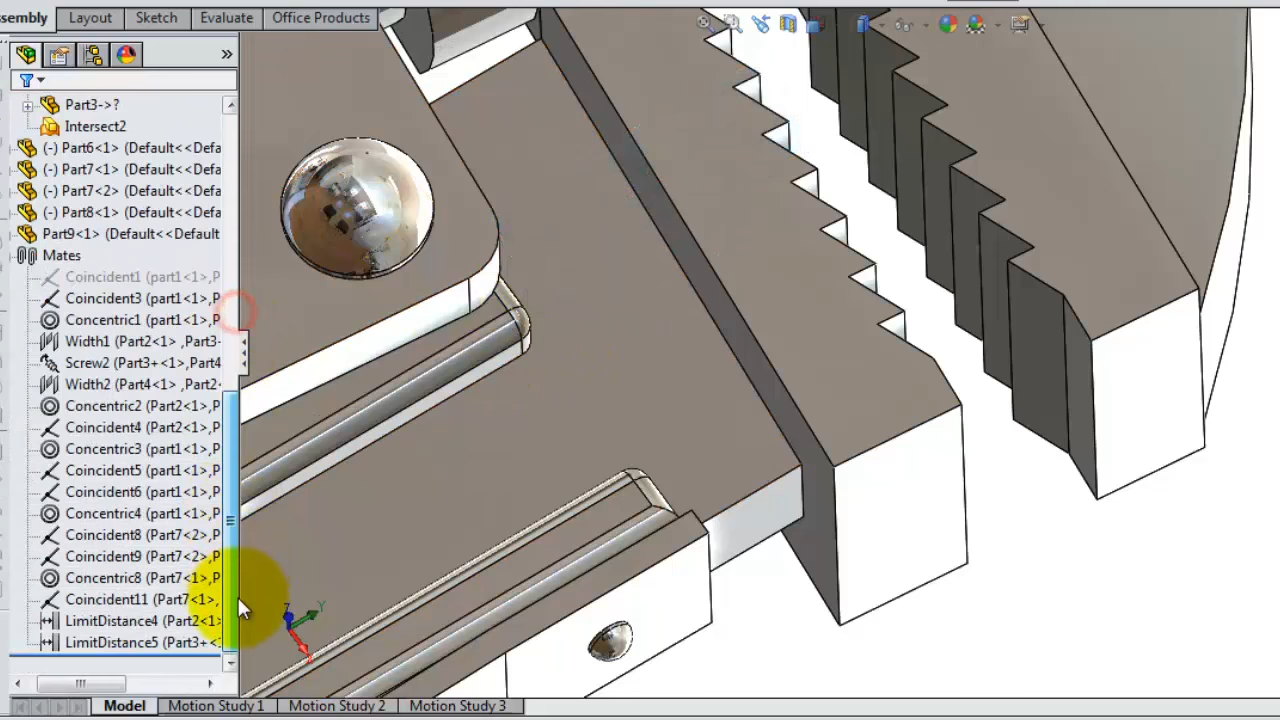 ssembly
Layout
Sketch
Evaluate
Office Products
»
Part3->?
Intersect2
(-) Part6<1> (Default<<Defa
(-) Part7<1> (Default<<Defa
(-) Part7<2> (Default<<Defa
(-) Part8<1> (Default<<Defa
Part9<1> (Default<<Default
Mates
Coincident1 (part1<1>,P
Coincident3 (part1<1>,P
Concentric1 (part1<1>,P
Width1 (Part2<1> ,Part3-
Screw2 (Part3+<1>,Part4
Width2 (Part4<1> ,Part2<
Concentric2 (Part2<1>,P
Coincident4 (Part2<1>,P
Concentric3 (part1<1>,P
Coincident5 (part1<1>,P
Coincident6 (part1<1>,P
Concentric4 (part1<1>,P
Coincident8 (Part7<2>,P
Coincident9 (Part7<2>,P
Concentric8 (Part7<1>,P
Coincident11 (Part7<1>,
LimitDistance4 (Part2<1>
LimitDistance5 (Part3+<
Z
Y
Model
Motion Study 1
Motion Study 2
Motion Study 3